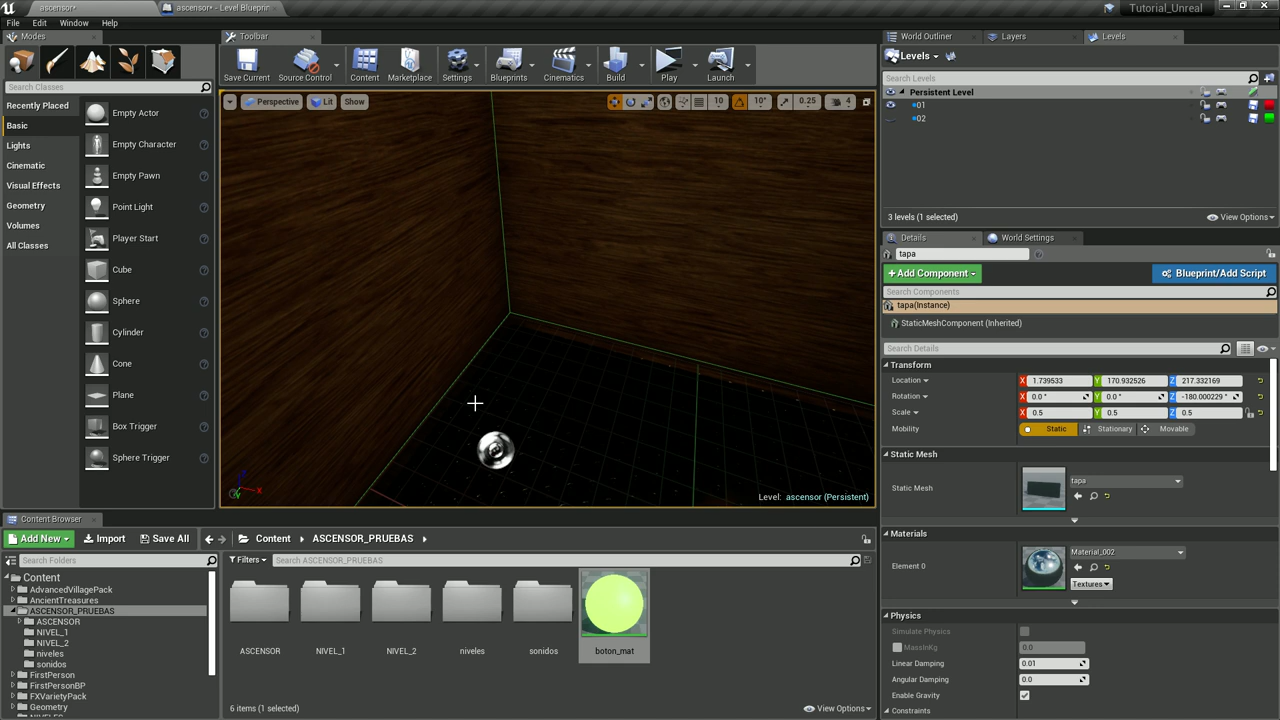 ascensor*
ascensor* - Level Blueprint
Tutorial_Unreal
File
Edit
Window
Help
Modes
Search Classes
Recently Placed
Basic
Lights
Cinematic
Visual Effects
Geometry
Volumes
All Classes
Empty Actor
Empty Character
Empty Pawn
Point Light
Player Start
Cube
Sphere
Cylinder
Cone
Plane
Box Trigger
Sphere Trigger
Toolbar
Save Current
Source Control
Content
Marketplace
Settings
Blueprints
Cinematics
Build
Play
Launch
Perspective
Lit
Show
10
10°
0.25
4
X
Level: ascensor (Persistent)
World Outliner
Layers
Levels
Levels
Search Levels
Persistent Level
01
02
3 levels (1 selected)
View Options
Details
World Settings
tapa
+Add Component
Blueprint/Add Script
Search Components
tapa(Instance)
StaticMeshComponent (Inherited)
Search Details
Transform
Location X 1.739533 Y 170.932526 Z 217.332169
Rotation X 0.0 ° Y 0.0 ° Z -180.000229 °
Scale X 0.5 Y 0.5 Z 0.5
Mobility Static Stationary Movable
Static Mesh
Static Mesh
tapa
Materials
Element 0
Material_002
Textures
Physics
Simulate Physics
MassInKg 0.0
Linear Damping 0.01
Angular Damping 0.0
Enable Gravity
Constraints
Content Browser
Add New
Import
Save All
Content
ASCENSOR_PRUEBAS
Search Folders
Filters
Search ASCENSOR_PRUEBAS
Content
AdvancedVillagePack
AncientTreasures
ASCENSOR_PRUEBAS
ASCENSOR
NIVEL_1
NIVEL_2
niveles
sonidos
FirstPerson
FirstPersonBP
FXVarietyPack
Geometry
ASCENSOR
NIVEL_1
NIVEL_2
niveles
sonidos
boton_mat
6 items (1 selected)
View Options